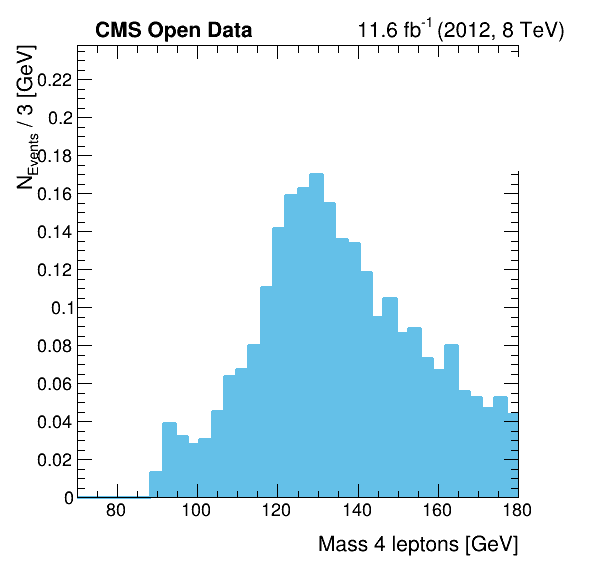 CMS Open Data
11.6 fb⁻¹ (2012, 8 TeV)
N_Events / 3 [GeV]
0.22
0.2
0.18
0.16
0.14
0.12
0.1
0.08
0.06
0.04
0.02
0
80 100 120 140 160 180
Mass 4 leptons [GeV]